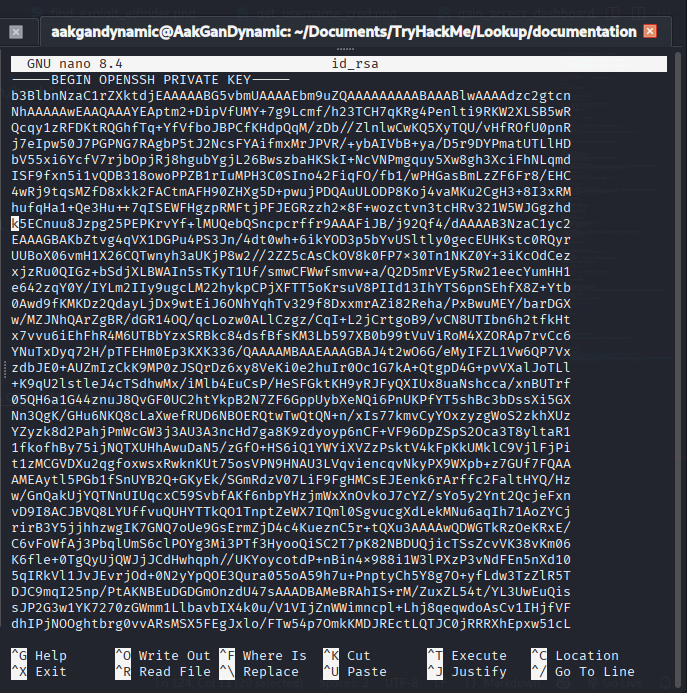 aakgandynamic@AakGanDynamic: ~/Documents/TryHackMe/Lookup/documentation
GNU nano 8.4 id_rsa
-----BEGIN OPENSSH PRIVATE KEY-----
b3BlbnNzaC1rZXktdjEAAAAABG5vbmUAAAAEbm9uZQAAAAAAAAABAAABlwAAAAdzc2gtcn
NhAAAAAwEAAQAAAYEAptm2+DipVfUMY+7g9Lcmf/h23TCH7qKRg4Penlti9RKW2XLSB5wR
Qcqy1zRFDKtRQGhfTq+YfVfboJBPCfKHdpQqM/zDb//ZlnlwCwKQ5XyTQU/vHfROfU0pnR
j7eIpw50J7PGPNG7RAgbP5tJ2NcsFYAifmxMrJPVR/+ybAIVbB+ya/D5r9DYPmatUTLlHD
bV55xi6YcfV7rjbOpjRj8hgubYgjL26BwszbaHKSkI+NcVNPmgquy5Xw8gh3XciFhNLqmd
ISF9fxn5i1vQDB318owoPPZB1rIuMPH3C0SIno42FiqFO/fb1/wPHGasBmLzZF6Fr8/EHC
4wRj9tqsMZfD8xkk2FACtmAFH90ZHXg5D+pwujPDQAuULODP8Koj4vaMKu2CgH3+8I3xRM
hufqHa1+Qe3Hu++7qISEWFHgzpRMFtjPFJEGRzzh2x8F+wozctvn3tcHRv321W5WJGgzhd
k5ECnuu8Jzpg25PEPKrvYf+lMUQebQSncpcrffr9AAAFiJB/j92Qf4/dAAAAB3NzaC1yc2
EAAAGBAKbZtvg4qVX1DGPu4PS3Jn/4dt0wh+6ikYOD3p5bYvUSltly0gecEUHKstc0RQyr
UUBoX06vmH1X26CQTwnyh3aUKjP8w2//2ZZ5cAsCkOV8k0FP7x30Tn1NKZ0Y+3iKcOdCez
xjzRu0QIGz+bSdjXLBWAIn5sTKyT1Uf/smwCFWwfsmvw+a/Q2D5mrVEy5Rw21eecYumHH1
e642zqY0Y/IYLm2IIy9ugcLM22hykpCPjXFTT5oKrsuV8PIId13IhYTS6pnSEhfX8Z+Ytb
0Awd9fKMKDz2QdayLjDx9wtEiJ6ONhYqhTv329f8DxxmrAZi82Reha/PxBwuMEY/barDGX
w/MZJNhQArZgBR/dGR14OQ/qcLozw0ALlCzgz/CqI+L2jCrtgoB9/vCN8UTIbn6h2tfkHt
x7vvu6iEhFhR4M6UTBbYzxSRBkc84dsfBfsKM3Lb597XB0b99tVuViRoM4XZORAp7rvCc6
YNuTxDyq72H/pTFEHm0Ep3KXK336/QAAAAMBAAEAAAGBAJ4t2wO6G/eMyIFZL1Vw6QP7Vx
zdbJE0+AUZmIzCkK9MP0zJSQrDz6xy8VeKi0e2huIr0Oc1G7kA+QtgpD4G+pvVXalJoTLl
+K9qU2lstleJ4cTSdhwMx/iMlb4EuCsP/HeSFGktKH9yRJFyQXIUx8uaNshcca/xnBUTrf
05QH6a1G44znuJ8QvGF0UC2htYkpB2N7ZF6GppUybXeNQi6PnUKPfYT5shBc3bDssXi5GX
Nn3QgK/GHu6NKQ8cLaXwefRUD6NBOERQtwTwQtQN+n/xIs77kmvCyYOxzyzgWoS2zkhXUz
YZyzk8d2PahjPmWcGW3j3AU3A3ncHd7ga8K9zdyoyp6nCF+VF96DpZSpS2Oca3T8yltaR1
1fkofhBy75ijNQTXUHhAwuDaN5/zGfO+HS6iQ1YWYiXVZzPsktV4kFpKkUMklC9VjlFjPi
t1zMCGVDXu2qgfoxwsxRwknKUt75osVPN9HNAU3LVqviencqvNkyPX9WXpb+z7GUf7FQAA
AMEAytl5PGb1fSnUYB2Q+GKyEk/SGmRdzV07LiF9FgHMCsEJEenk6rArffc2FaltHYQ/Hz
w/GnQakUjYQTNnUIUqcxC59SvbfAKf6nbpYHzjmWxXnOvkoJ7cYZ/sYo5y2Ynt2QcjeFxn
vD9I8ACJBVQ8LYUffvuQUHYTTkQO1TnptZeWX7IQml0SgvucgXdLekMNu6aqIh71AoZYCj
rirB3Y5jjhhzwgIK7GNQ7oUe9GsErmZjD4c4KueznC5r+tQXu3AAAAwQDWGTkRzOeKRxE/
C6vFoWfAj3PbqlUmS6clPOYg3Mi3PTf3HyooQiSC2T7pK82NBDUQjicTSsZcvVK38vKm06
K6fle+0TgQyUjQWJjJCdHwhqph//UKYoycotdP+nBin4x988i1W3lPXzP3vNdFEn5nXd10
5qIRkVl1JvJEvrjOd+0N2yYpQOE3Qura055oA59h7u+PnptyCh5Y8g7O+yfLdw3TzZlR5T
DJC9mqI25np/PtAKNBEuDGDGmOnzdU47sAAADBAMeBRAhIS+rM/ZuxZL54t/YL3UwEuQis
sJP2G3w1YK7270zGWmm1LlbavbIX4k0u/V1VIjZnWWimncpl+Lhj8qeqwdoAsCv1IHjfVF
dhIPjNOOghtbrg0vvARsMSX5FEgJxlo/FTw54p7OmkKMDJREctLQTJC0jRRRXhEpxw51cL
^G Help ^O Write Out ^F Where Is ^K Cut ^T Execute ^C Location
^X Exit ^R Read File ^\ Replace ^U Paste ^J Justify ^/ Go To Line